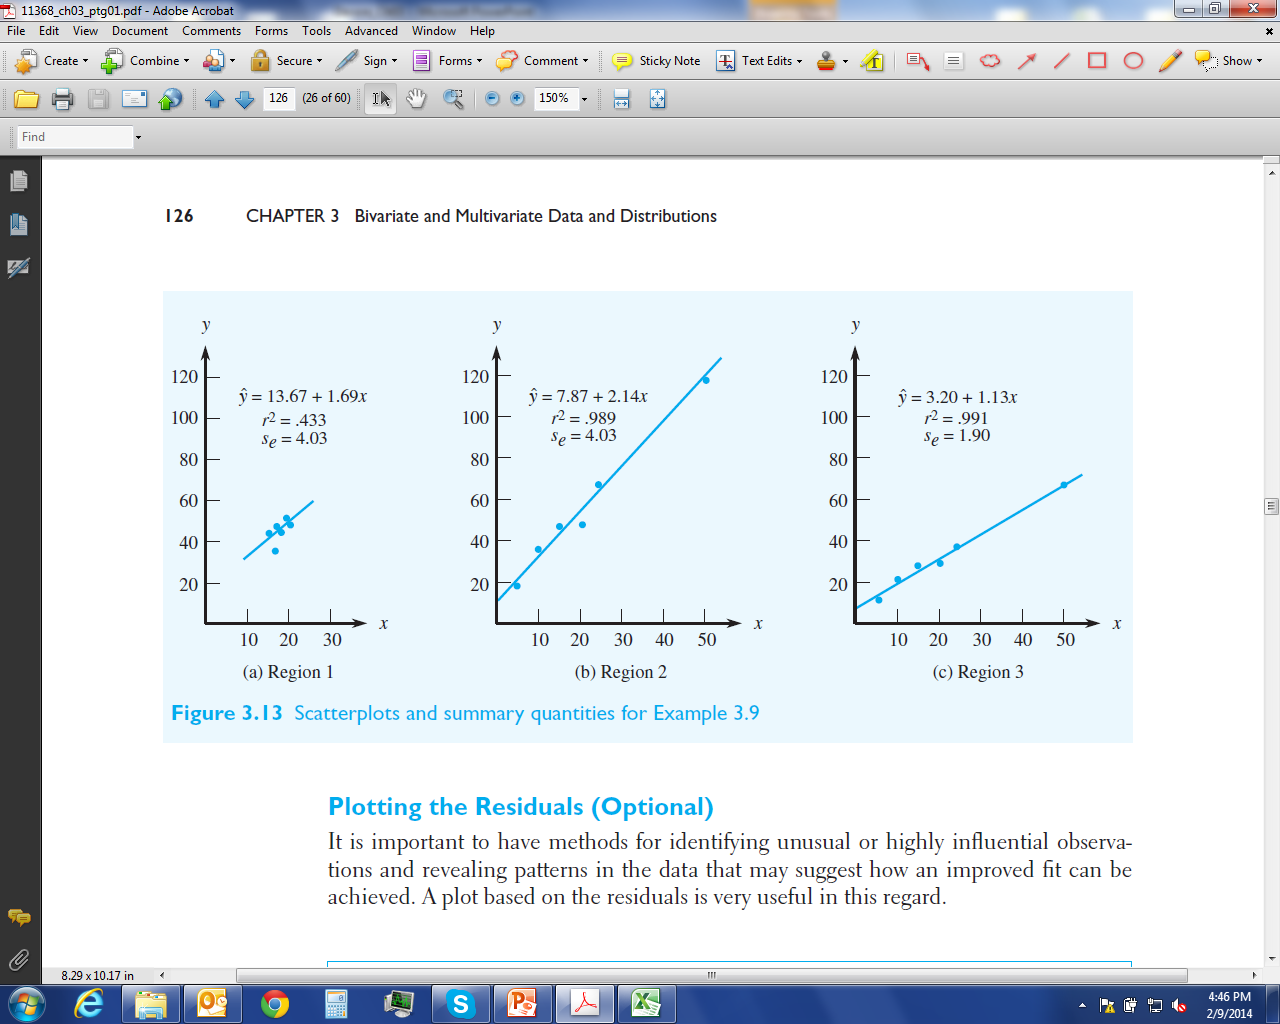 11368_ch03_ptg01.pdf - Adobe Acrobat
File Edit View Document Comments Forms Tools Advanced Window Help
Create Combine Secure Sign Forms Comment Sticky Note Text Edits Show
126 (26 of 60) 150%
Find
126 CHAPTER 3 Bivariate and Multivariate Data and Distributions
y
120
100
80
60
40
20
ŷ = 13.67 + 1.69x
r² = .433
sₑ = 4.03
10 20 30
x
(a) Region 1
y
120
100
80
60
40
20
ŷ = 7.87 + 2.14x
r² = .989
sₑ = 4.03
10 20 30 40 50
x
(b) Region 2
y
120
100
80
60
40
20
ŷ = 3.20 + 1.13x
r² = .991
sₑ = 1.90
10 20 30 40 50
x
(c) Region 3
Figure 3.13 Scatterplots and summary quantities for Example 3.9
Plotting the Residuals (Optional)
It is important to have methods for identifying unusual or highly influential observa-
tions and revealing patterns in the data that may suggest how an improved fit can be
achieved. A plot based on the residuals is very useful in this regard.
8.29 x 10.17 in
4:46 PM
2/9/2014